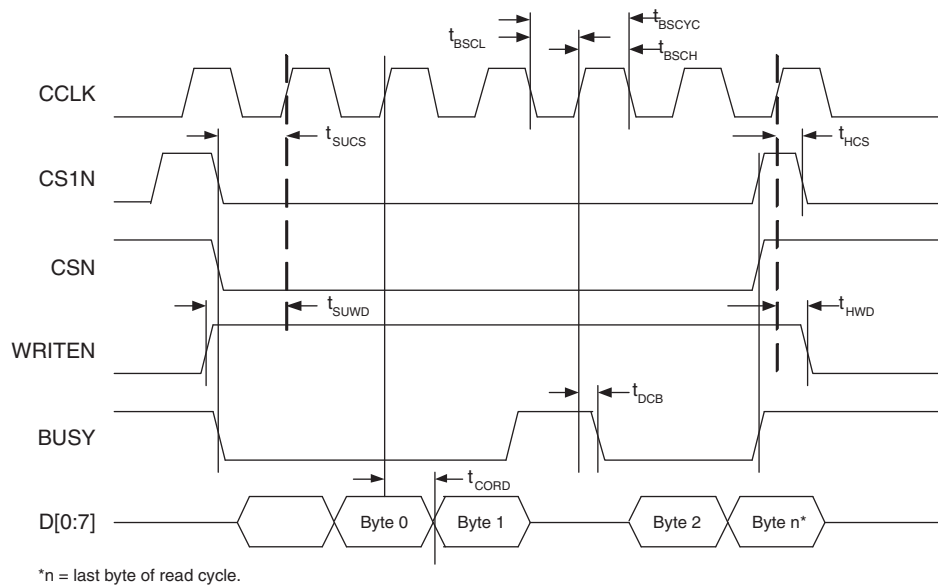 tBSCYC
tBSCL
tBSCH
CCLK
tSUCS
tHCS
CS1N
CSN
tSUWD
tHWD
WRITEN
tDCB
BUSY
tCORD
D[0:7]
Byte 0
Byte 1
Byte 2
Byte n*
*n = last byte of read cycle.